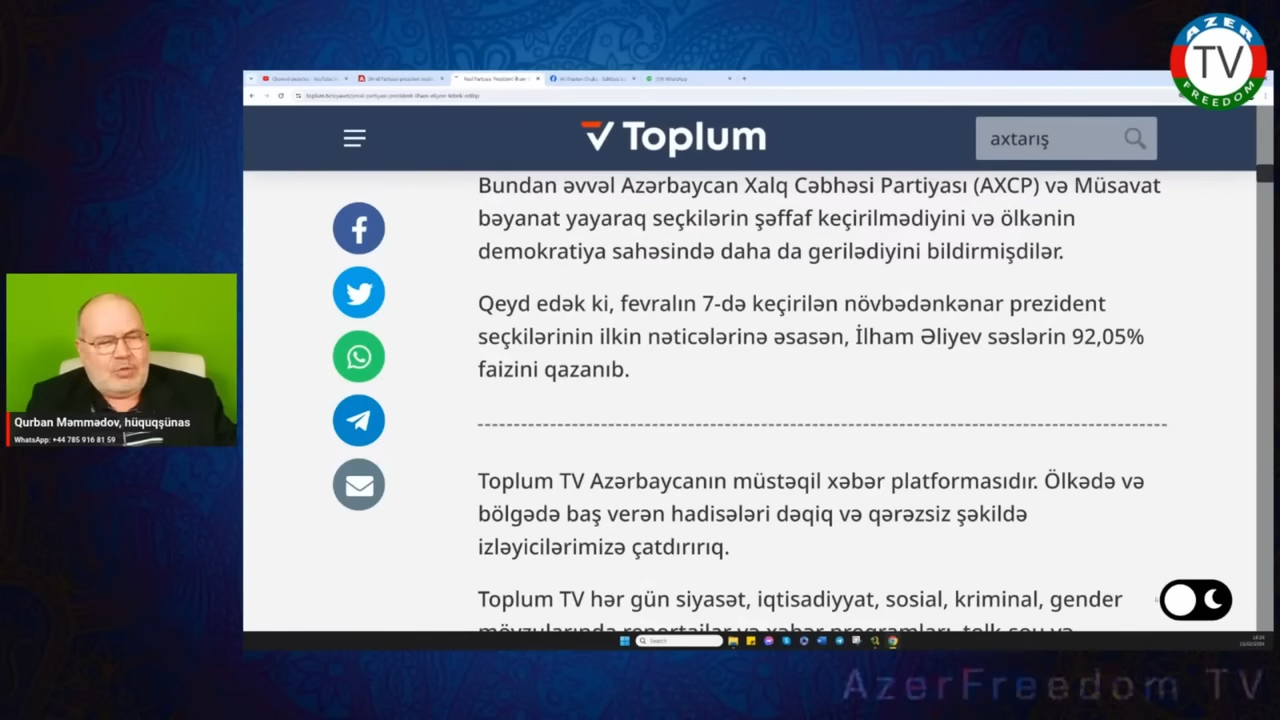 AZER
TV
FREEDOM
Toplum
axtarış
Bundan əvvəl Azərbaycan Xalq Cəbhəsi Partiyası (AXCP) və Müsavat
bəyanat yayaraq seçkilərin şəffaf keçirilmədiyini və ölkənin
demokratiya sahəsində daha da gerilədiyini bildirmişdilər.
Qeyd edək ki, fevralın 7-də keçirilən növbədənkənar prezident
seçkilərinin ilkin nəticələrinə əsasən, İlham Əliyev səslərin 92,05%
faizini qazanıb.
Toplum TV Azərbaycanın müstəqil xəbər platformasıdır. Ölkədə və
bölgədə baş verən hadisələri dəqiq və qərəzsiz şəkildə
izləyicilərimizə çatdırırıq.
Toplum TV hər gün siyasət, iqtisadiyyat, sosial, kriminal, gender
Qurban Məmmədov, hüquqşünas
WhatsApp: +44 785 916 81 59
Search
AzerFreedom TV